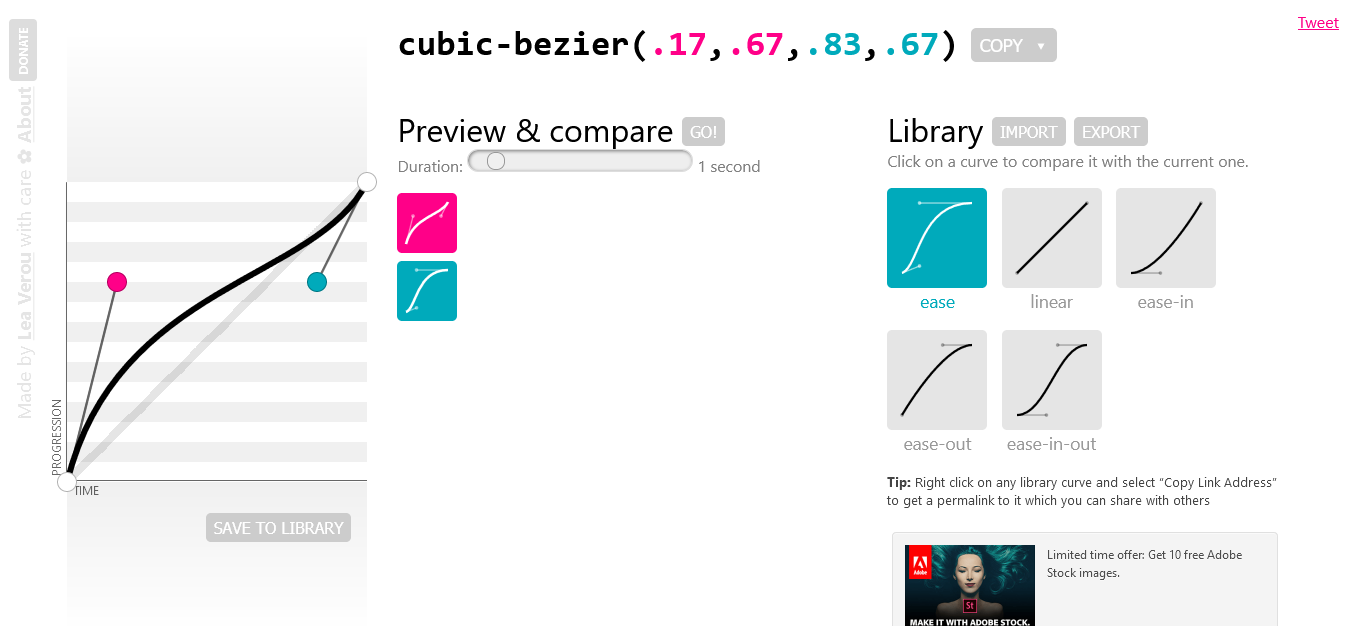 Tweet
DONATE
Made by Lea Verou with care ✿ About
cubic-bezier(.17,.67,.83,.67)
COPY ▼
Preview & compare GO!
Duration: 1 second
Library IMPORT EXPORT
Click on a curve to compare it with the current one.
ease
linear
ease-in
ease-out
ease-in-out
PROGRESSION
TIME
SAVE TO LIBRARY
Tip: Right click on any library curve and select “Copy Link Address”
to get a permalink to it which you can share with others
Adobe
St
MAKE IT WITH ADOBE STOCK.
Limited time offer: Get 10 free Adobe
Stock images.